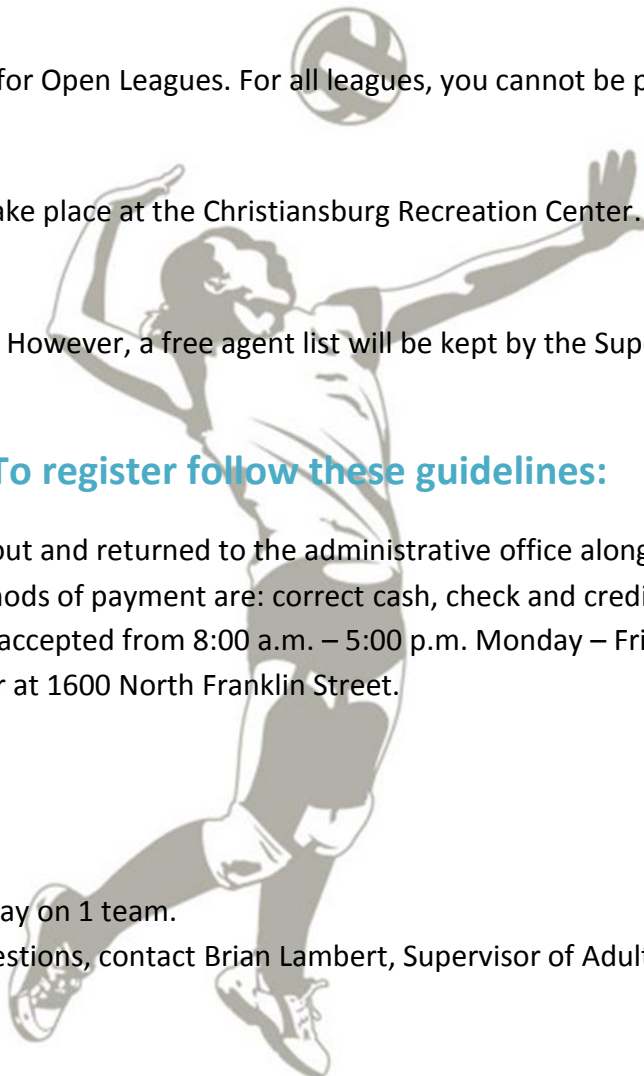 for Open Leagues. For all leagues, you cannot be p
ake place at the Christiansburg Recreation Center.
However, a free agent list will be kept by the Sup
To register follow these guidelines:
out and returned to the administrative office along
hods of payment are: correct cash, check and credi
accepted from 8:00 a.m. – 5:00 p.m. Monday – Fri
r at 1600 North Franklin Street.
ay on 1 team.
estions, contact Brian Lambert, Supervisor of Adult